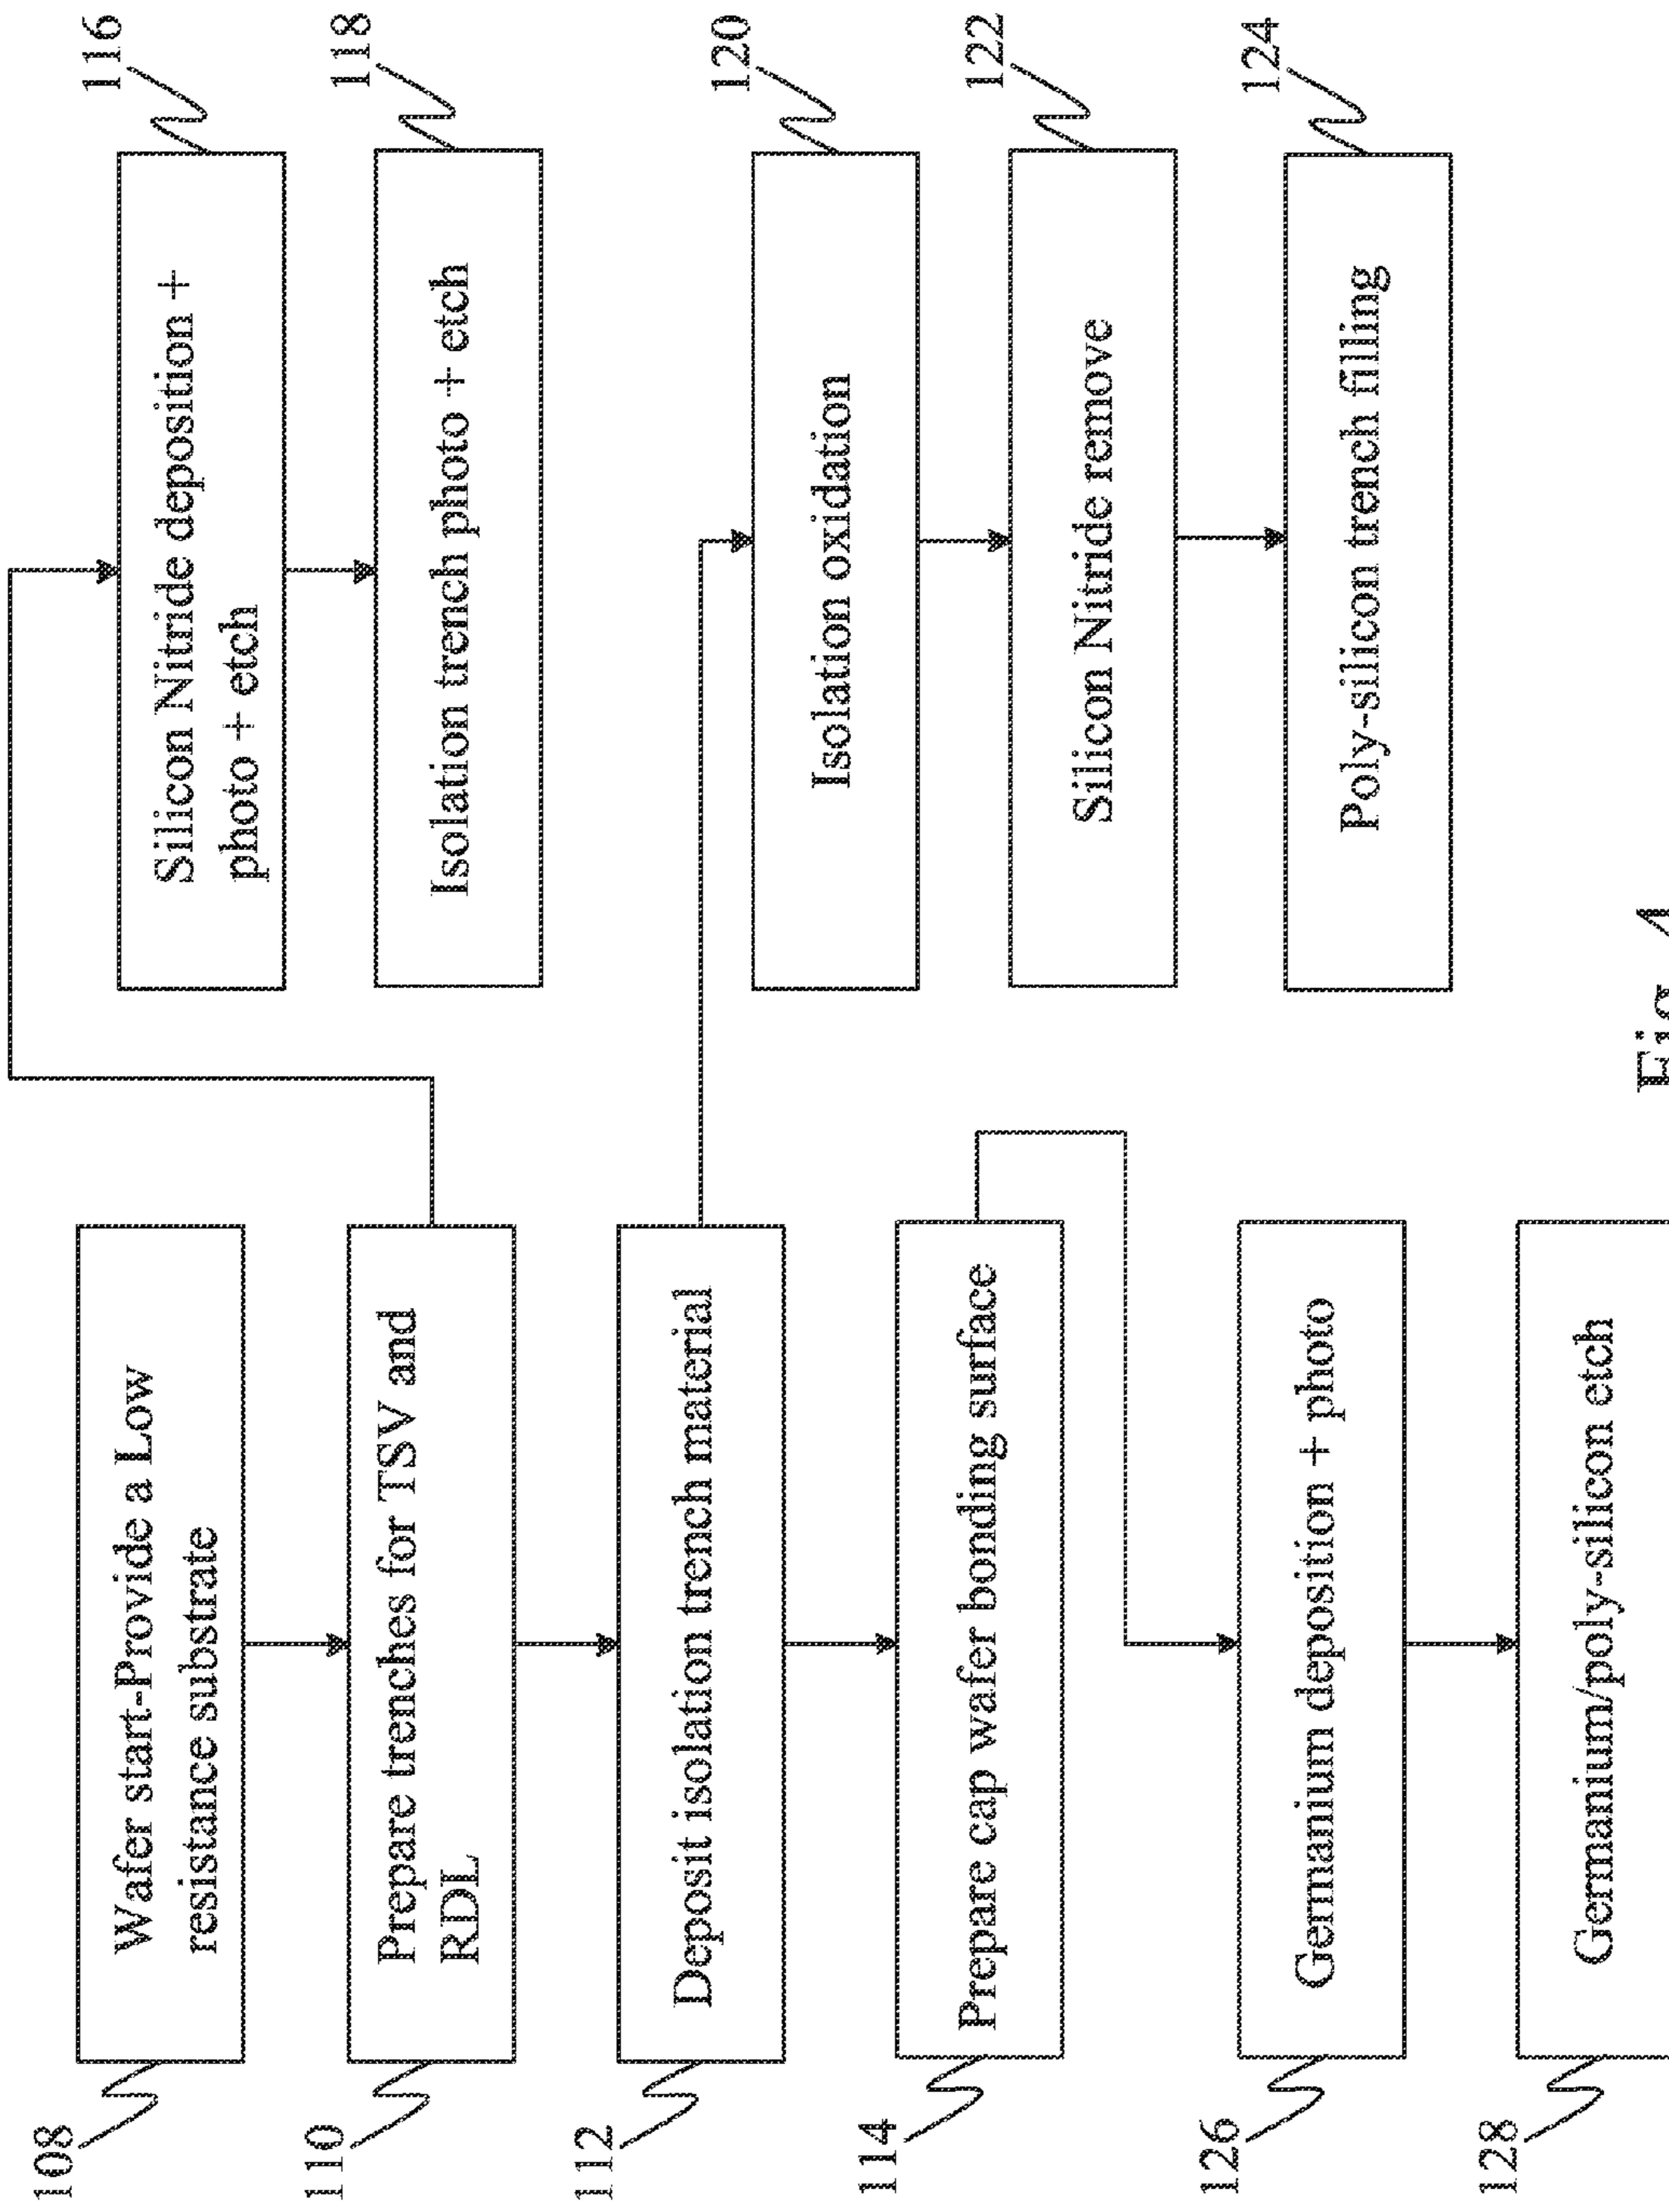 108
Wafer start-Provide a Low
resistance substrate
110
Prepare trenches for TSV and
RDL
112
Deposit isolation trench material
114
Prepare cap wafer bonding surface
126
Germanium deposition + photo
128
Germanium/poly-silicon etch
116
Silicon Nitride deposition +
photo + etch
118
Isolation trench photo + etch
120
Isolation oxidation
122
Silicon Nitride remove
124
Poly-silicon trench filling
Fig. 4